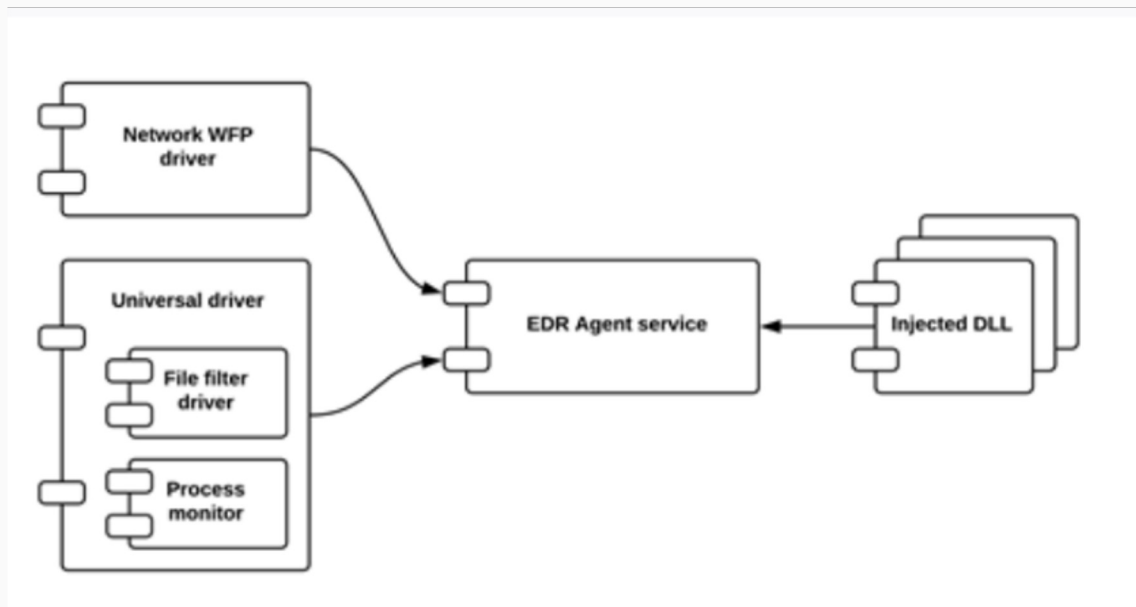 Network WFP
driver
Universal driver
File filter
driver
Process
monitor
EDR Agent service
Injected DLL